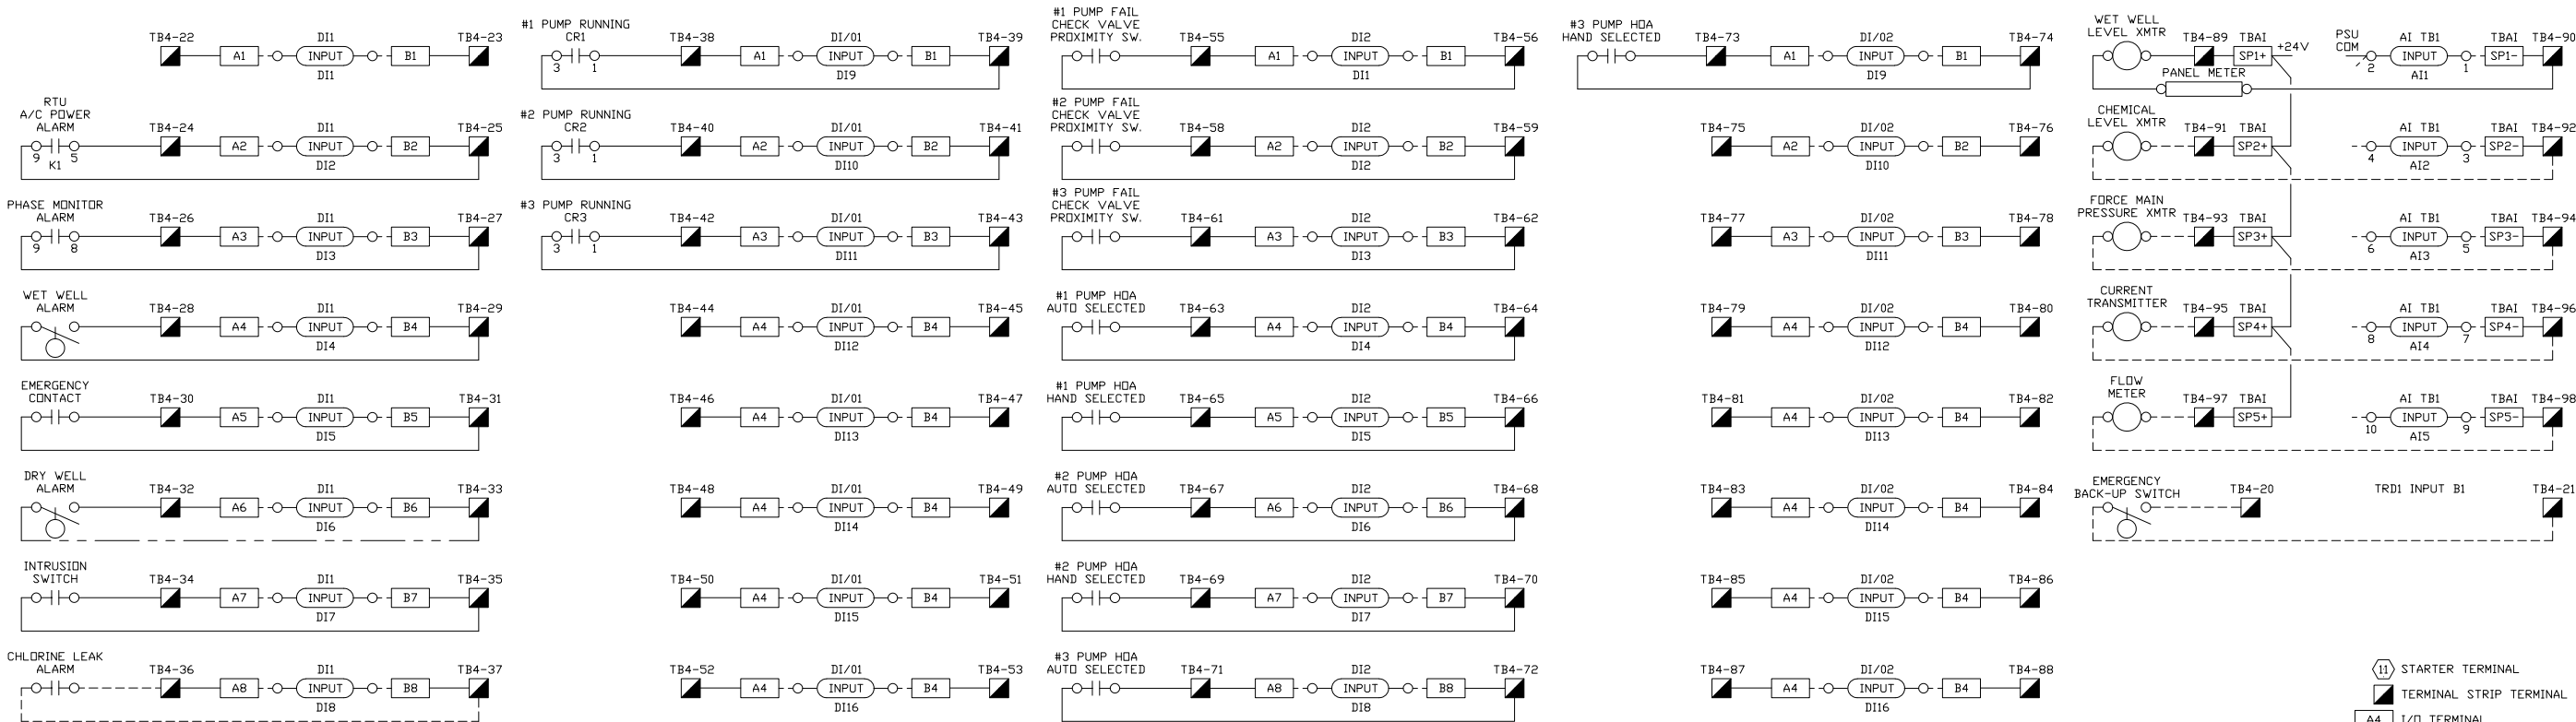 TB4-22 A1 DI1 INPUT DI1 B1 TB4-23
RTU
A/C POWER
ALARM
9 5
K1
TB4-24 A2 DI1 INPUT DI2 B2 TB4-25
PHASE MONITOR
ALARM
9 8
TB4-26 A3 DI1 INPUT DI3 B3 TB4-27
WET WELL
ALARM
TB4-28 A4 DI1 INPUT DI4 B4 TB4-29
EMERGENCY
CONTACT
TB4-30 A5 DI1 INPUT DI5 B5 TB4-31
DRY WELL
ALARM
TB4-32 A6 DI1 INPUT DI6 B6 TB4-33
INTRUSION
SWITCH
TB4-34 A7 DI1 INPUT DI7 B7 TB4-35
CHLORINE LEAK
ALARM
TB4-36 A8 DI1 INPUT DI8 B8 TB4-37
#1 PUMP RUNNING
CR1
3 1
TB4-38 A1 DI/01 INPUT DI9 B1 TB4-39
#2 PUMP RUNNING
CR2
3 1
TB4-40 A2 DI/01 INPUT DI10 B2 TB4-41
#3 PUMP RUNNING
CR3
3 1
TB4-42 A3 DI/01 INPUT DI11 B3 TB4-43
TB4-44 A4 DI/01 INPUT DI12 B4 TB4-45
TB4-46 A4 DI/01 INPUT DI13 B4 TB4-47
TB4-48 A4 DI/01 INPUT DI14 B4 TB4-49
TB4-50 A4 DI/01 INPUT DI15 B4 TB4-51
TB4-52 A4 DI/01 INPUT DI16 B4 TB4-53
#1 PUMP FAIL
CHECK VALVE
PROXIMITY SW.
TB4-55 A1 DI2 INPUT DI1 B1 TB4-56
#2 PUMP FAIL
CHECK VALVE
PROXIMITY SW.
TB4-58 A2 DI2 INPUT DI2 B2 TB4-59
#3 PUMP FAIL
CHECK VALVE
PROXIMITY SW.
TB4-61 A3 DI2 INPUT DI3 B3 TB4-62
#1 PUMP HOA
AUTO SELECTED
TB4-63 A4 DI2 INPUT DI4 B4 TB4-64
#1 PUMP HOA
HAND SELECTED
TB4-65 A5 DI2 INPUT DI5 B5 TB4-66
#2 PUMP HOA
AUTO SELECTED
TB4-67 A6 DI2 INPUT DI6 B6 TB4-68
#2 PUMP HOA
HAND SELECTED
TB4-69 A7 DI2 INPUT DI7 B7 TB4-70
#3 PUMP HOA
AUTO SELECTED
TB4-71 A8 DI2 INPUT DI8 B8 TB4-72
#3 PUMP HOA
HAND SELECTED
TB4-73 A1 DI/02 INPUT DI9 B1 TB4-74
TB4-75 A2 DI/02 INPUT DI10 B2 TB4-76
TB4-77 A3 DI/02 INPUT DI11 B3 TB4-78
TB4-79 A4 DI/02 INPUT DI12 B4 TB4-80
TB4-81 A4 DI/02 INPUT DI13 B4 TB4-82
TB4-83 A4 DI/02 INPUT DI14 B4 TB4-84
TB4-85 A4 DI/02 INPUT DI15 B4 TB4-86
TB4-87 A4 DI/02 INPUT DI16 B4 TB4-88
WET WELL
LEVEL XMTR
TB4-89 TBAI SP1+ +24V
PSU
COM
2 AI TB1 INPUT AI1 1 TBAI SP1- TB4-90
PANEL METER
CHEMICAL
LEVEL XMTR
TB4-91 TBAI SP2+ 4 AI TB1 INPUT AI2 3 TBAI SP2- TB4-92
FORCE MAIN
PRESSURE XMTR
TB4-93 TBAI SP3+ 6 AI TB1 INPUT AI3 5 TBAI SP3- TB4-94
CURRENT
TRANSMITTER
TB4-95 TBAI SP4+ 8 AI TB1 INPUT AI4 7 TBAI SP4- TB4-96
FLOW
METER
TB4-97 TBAI SP5+ 10 AI TB1 INPUT AI5 9 TBAI SP5- TB4-98
EMERGENCY
BACK-UP SWITCH
TB4-20 TRD1 INPUT B1 TB4-21
11 STARTER TERMINAL
TERMINAL STRIP TERMINAL
A4 I/O TERMINAL